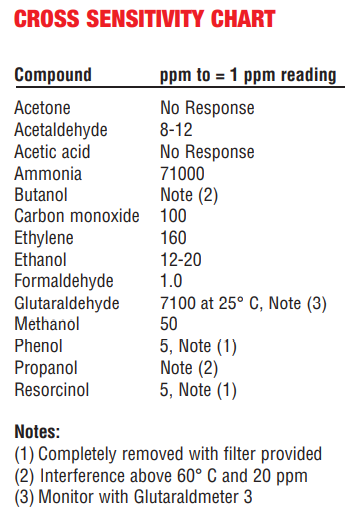 CROSS SENSITIVITY CHART
Compound ppm to = 1 ppm reading
Acetone No Response
Acetaldehyde 8-12
Acetic acid No Response
Ammonia 71000
Butanol Note (2)
Carbon monoxide 100
Ethylene 160
Ethanol 12-20
Formaldehyde 1.0
Glutaraldehyde 7100 at 25° C, Note (3)
Methanol 50
Phenol 5, Note (1)
Propanol Note (2)
Resorcinol 5, Note (1)
Notes:
(1) Completely removed with filter provided
(2) Interference above 60° C and 20 ppm
(3) Monitor with Glutaraldmeter 3